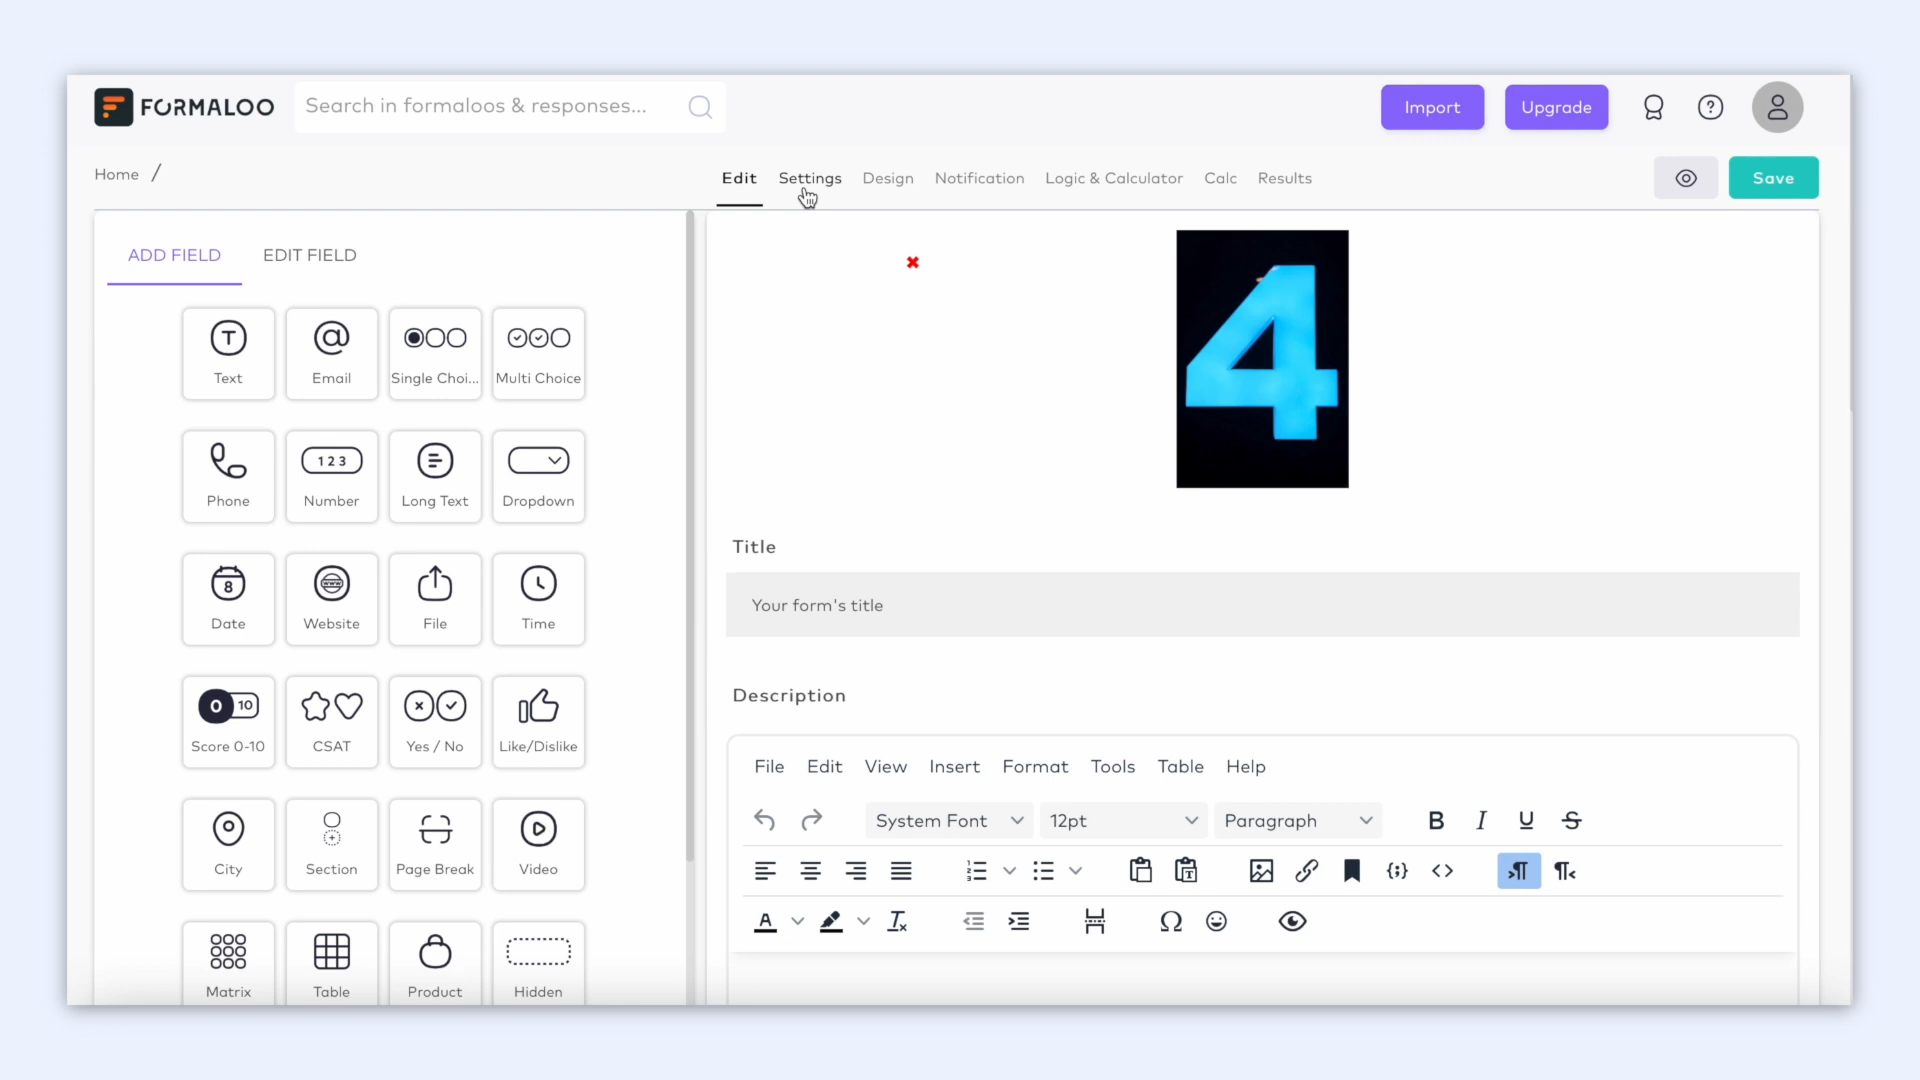 FORMALOO
Search in formaloos & responses...
Import
Upgrade
Home /
Edit
Settings
Design
Notification
Logic & Calculator
Calc
Results
Save
ADD FIELD
EDIT FIELD
4
Text
Email
Single Choi...
Multi Choice
123
Phone
Number
Long Text
Dropdown
8
www
Date
Website
File
Time
0
10
Score 0-10
CSAT
Yes / No
Like/Dislike
City
Section
Page Break
Video
Matrix
Table
Product
Hidden
Title
Your form's title
Description
File Edit View Insert Format Tools Table Help
System Font
12pt
Paragraph
B I U S